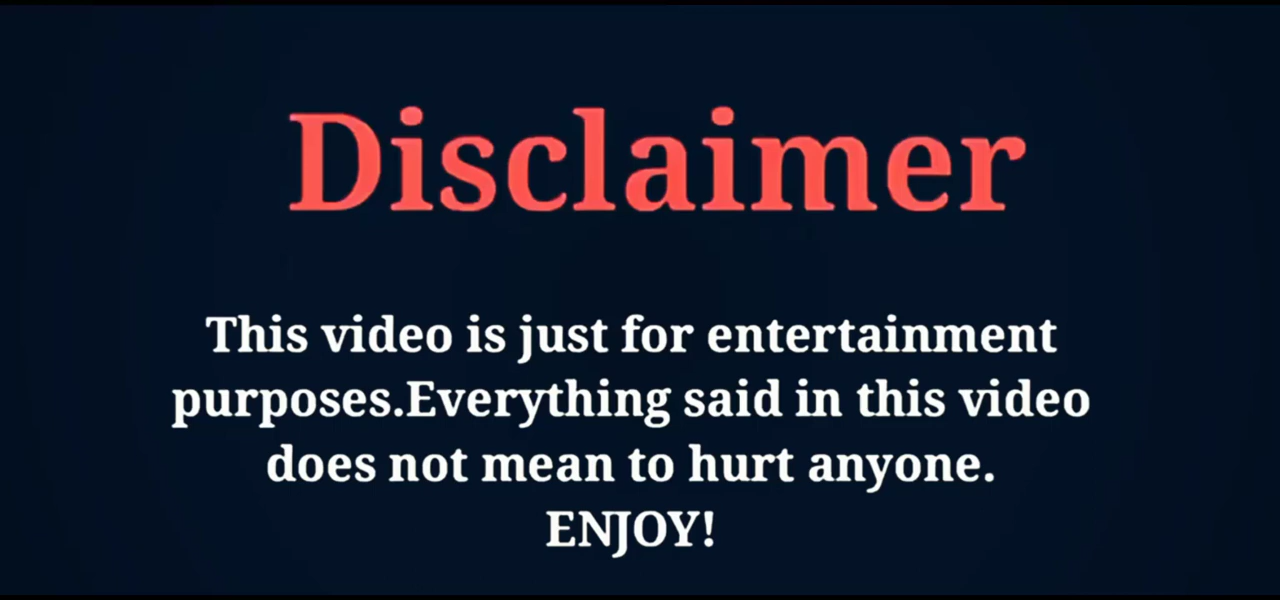 Disclaimer
This video is just for entertainment
purposes.Everything said in this video
does not mean to hurt anyone.
ENJOY!